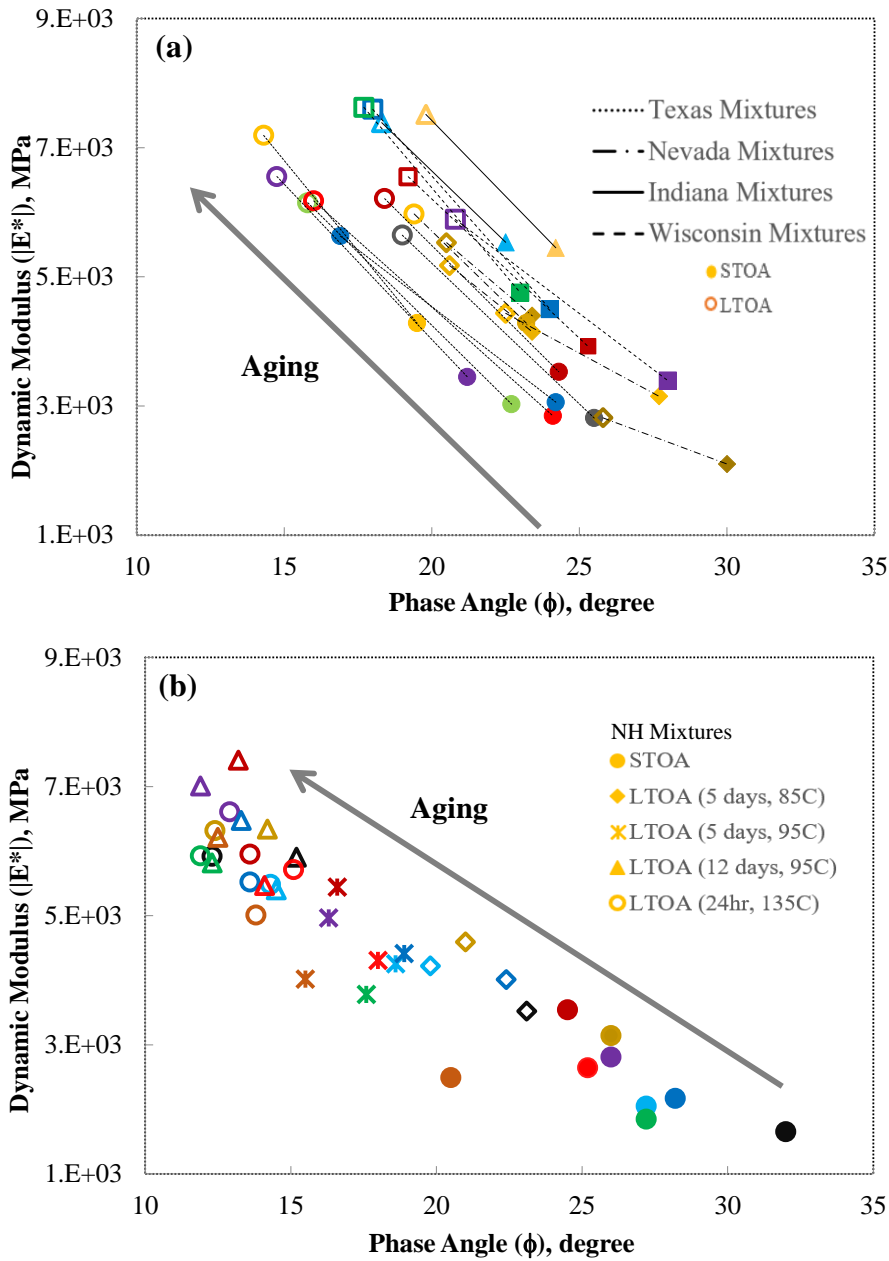 (a)
9.E+03
7.E+03
5.E+03
3.E+03
1.E+03
Dynamic Modulus (|E*|), MPa
Texas Mixtures
Nevada Mixtures
Indiana Mixtures
Wisconsin Mixtures
STOA
LTOA
Aging
10 15 20 25 30 35
Phase Angle (ϕ), degree
(b)
9.E+03
7.E+03
5.E+03
3.E+03
1.E+03
Dynamic Modulus (|E*|), MPa
NH Mixtures
STOA
LTOA (5 days, 85C)
LTOA (5 days, 95C)
LTOA (12 days, 95C)
LTOA (24hr, 135C)
Aging
10 15 20 25 30 35
Phase Angle (ϕ), degree